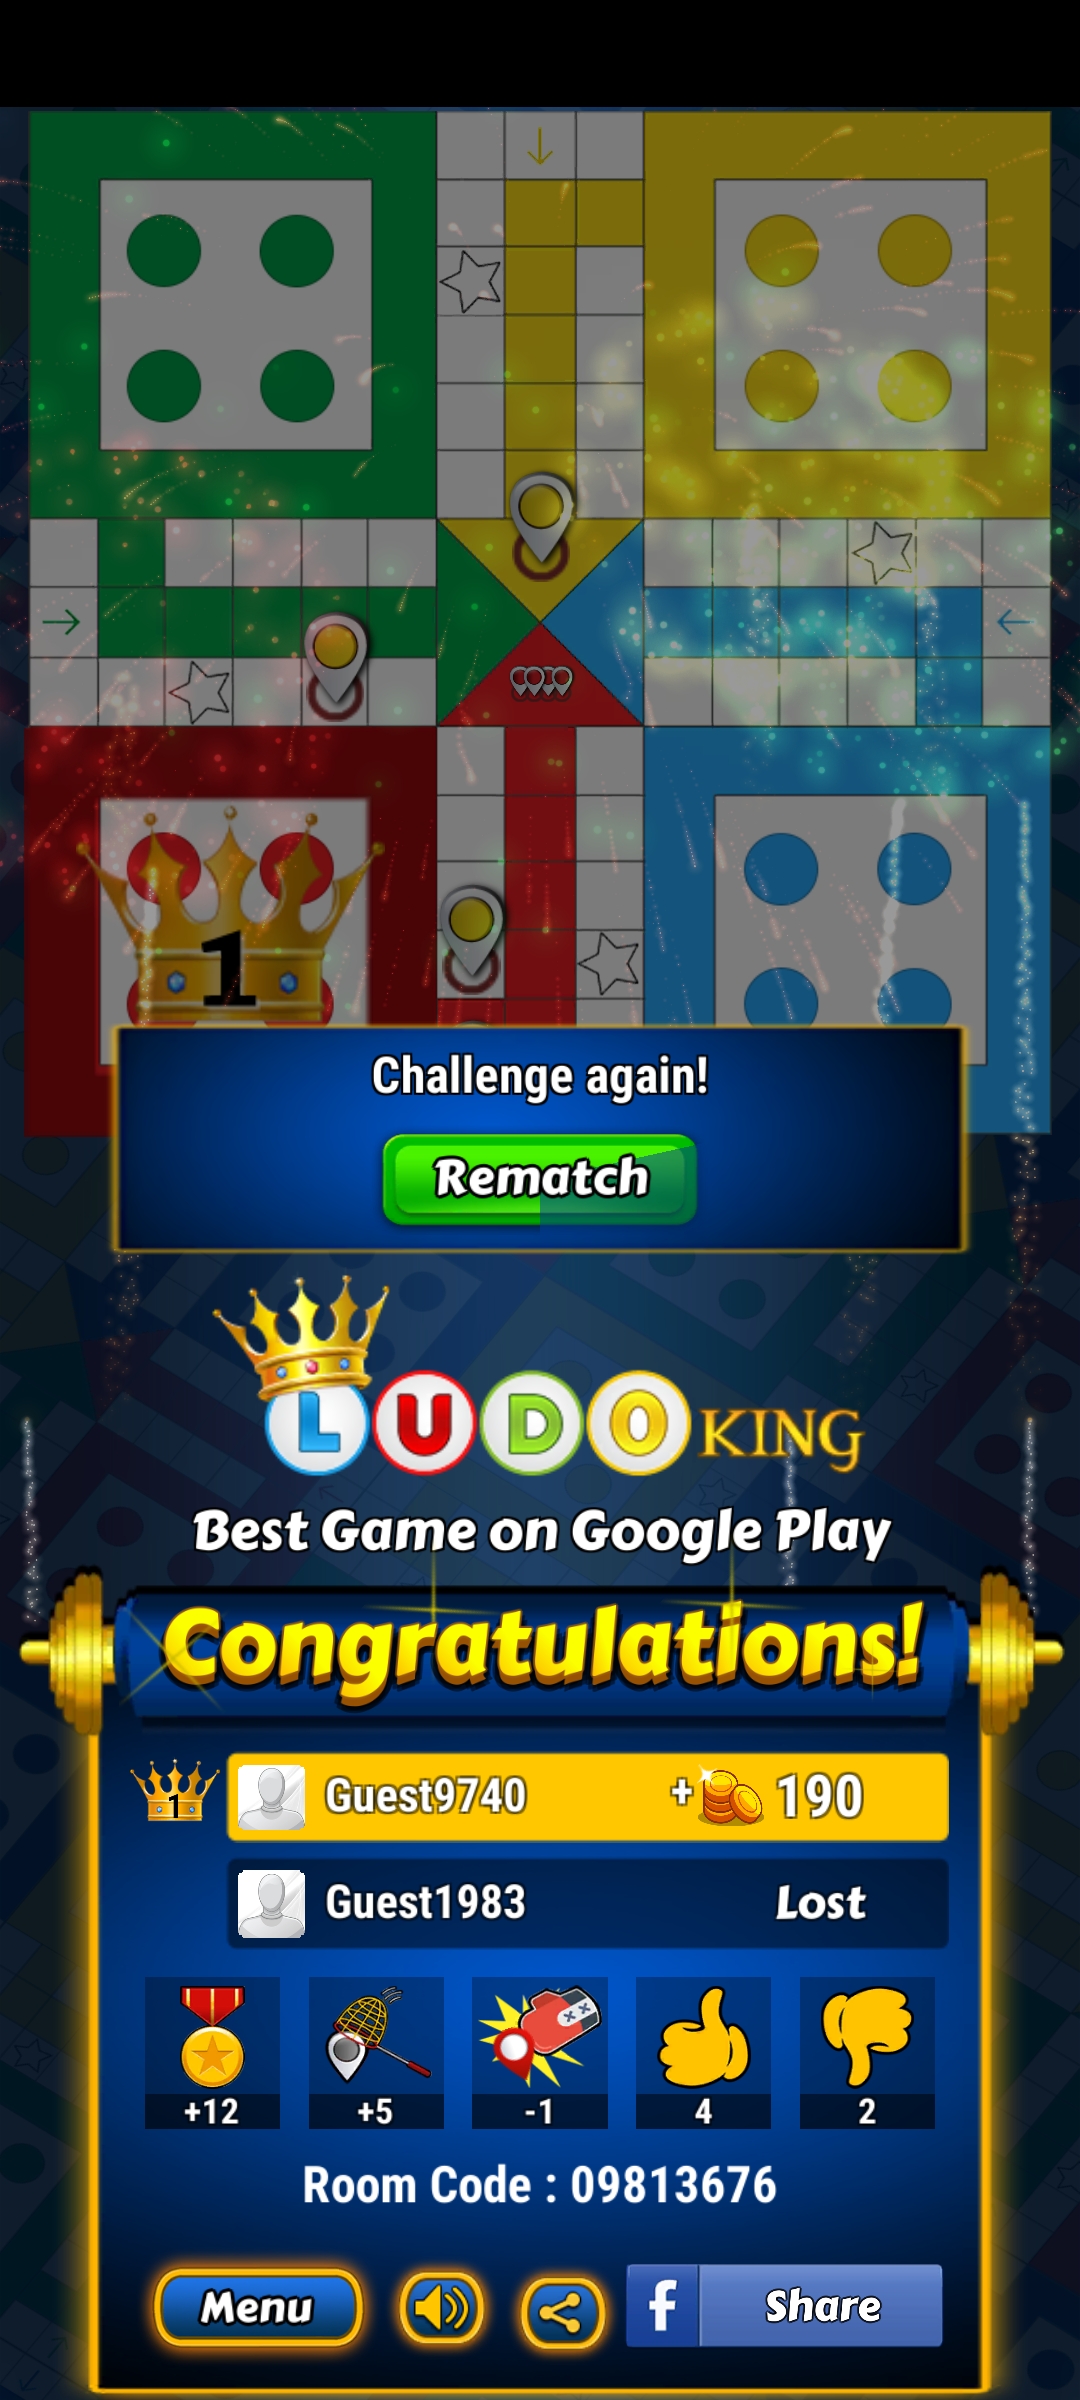 1
Challenge again!
Rematch
LUDO KING
Best Game on Google Play
Congratulations!
1 Guest9740 + 190
Guest1983 Lost
+12 +5 -1 4 2
Room Code : 09813676
Menu f Share